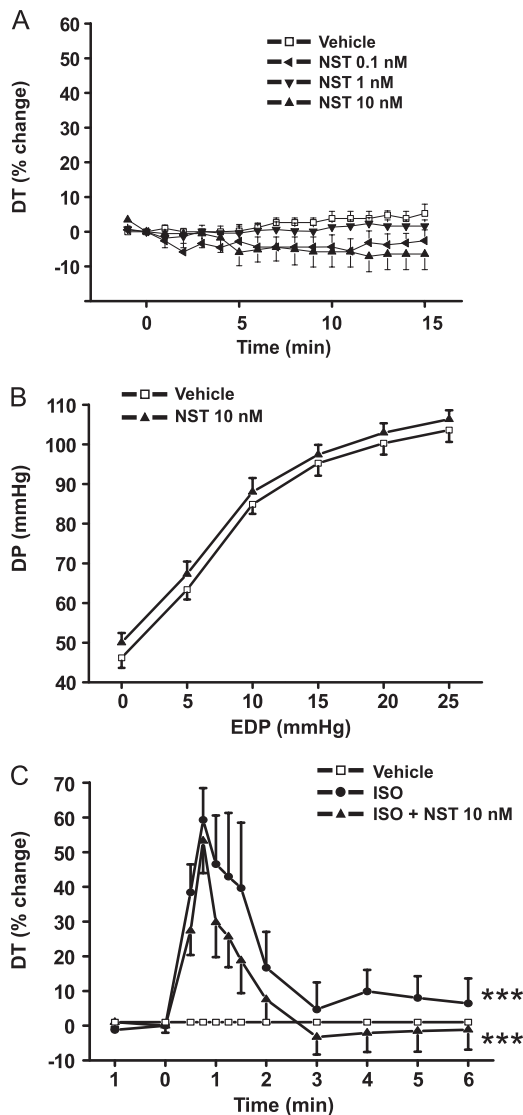 A
60
50
40
30
20
10
0
-10
DT (% change)
Vehicle
NST 0.1 nM
NST 1 nM
NST 10 nM
0 5 10 15
Time (min)
B
Vehicle
NST 10 nM
110
100
90
80
70
60
50
40
DP (mmHg)
0 5 10 15 20 25
EDP (mmHg)
C
Vehicle
ISO
ISO + NST 10 nM
70
60
50
40
30
20
10
0
-10
DT (% change)
***
***
1 0 1 2 3 4 5 6
Time (min)